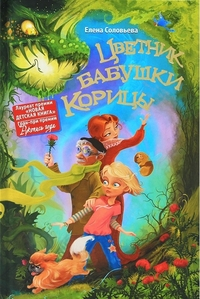 Елена Соловьева
Цветник
бабушки
Корицы
Лауреат премии
«НОВАЯ
ДЕТСКАЯ КНИГА»
гран-при премии